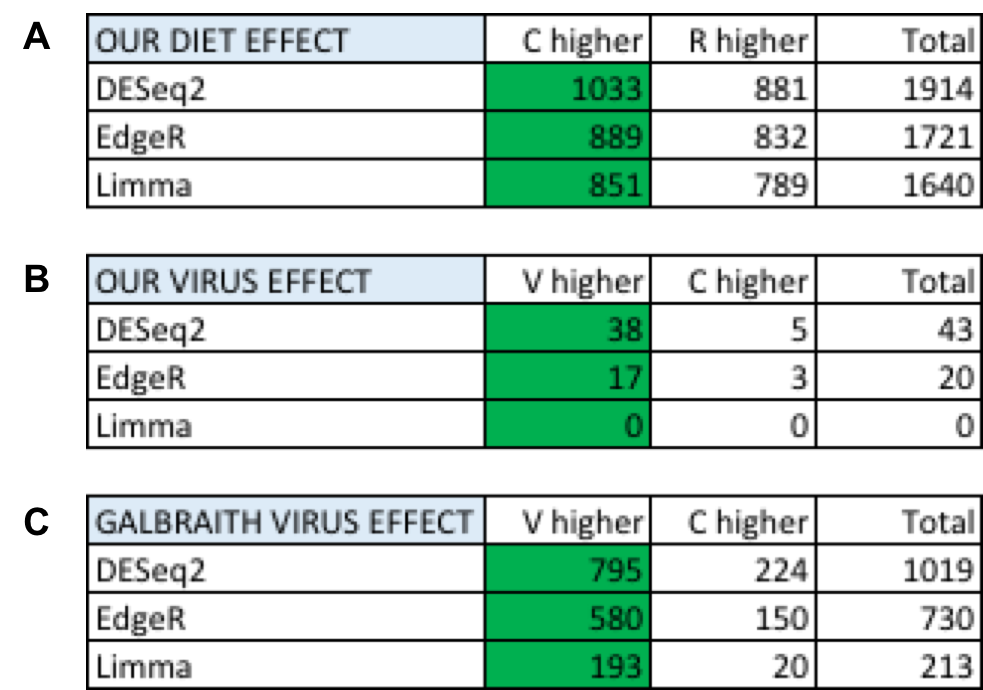 A OUR DIET EFFECT C higher R higher Total
DESeq2 1033 881 1914
EdgeR 889 832 1721
Limma 851 789 1640
B OUR VIRUS EFFECT V higher C higher Total
DESeq2 38 5 43
EdgeR 17 3 20
Limma 0 0 0
C GALBRAITH VIRUS EFFECT V higher C higher Total
DESeq2 795 224 1019
EdgeR 580 150 730
Limma 193 20 213